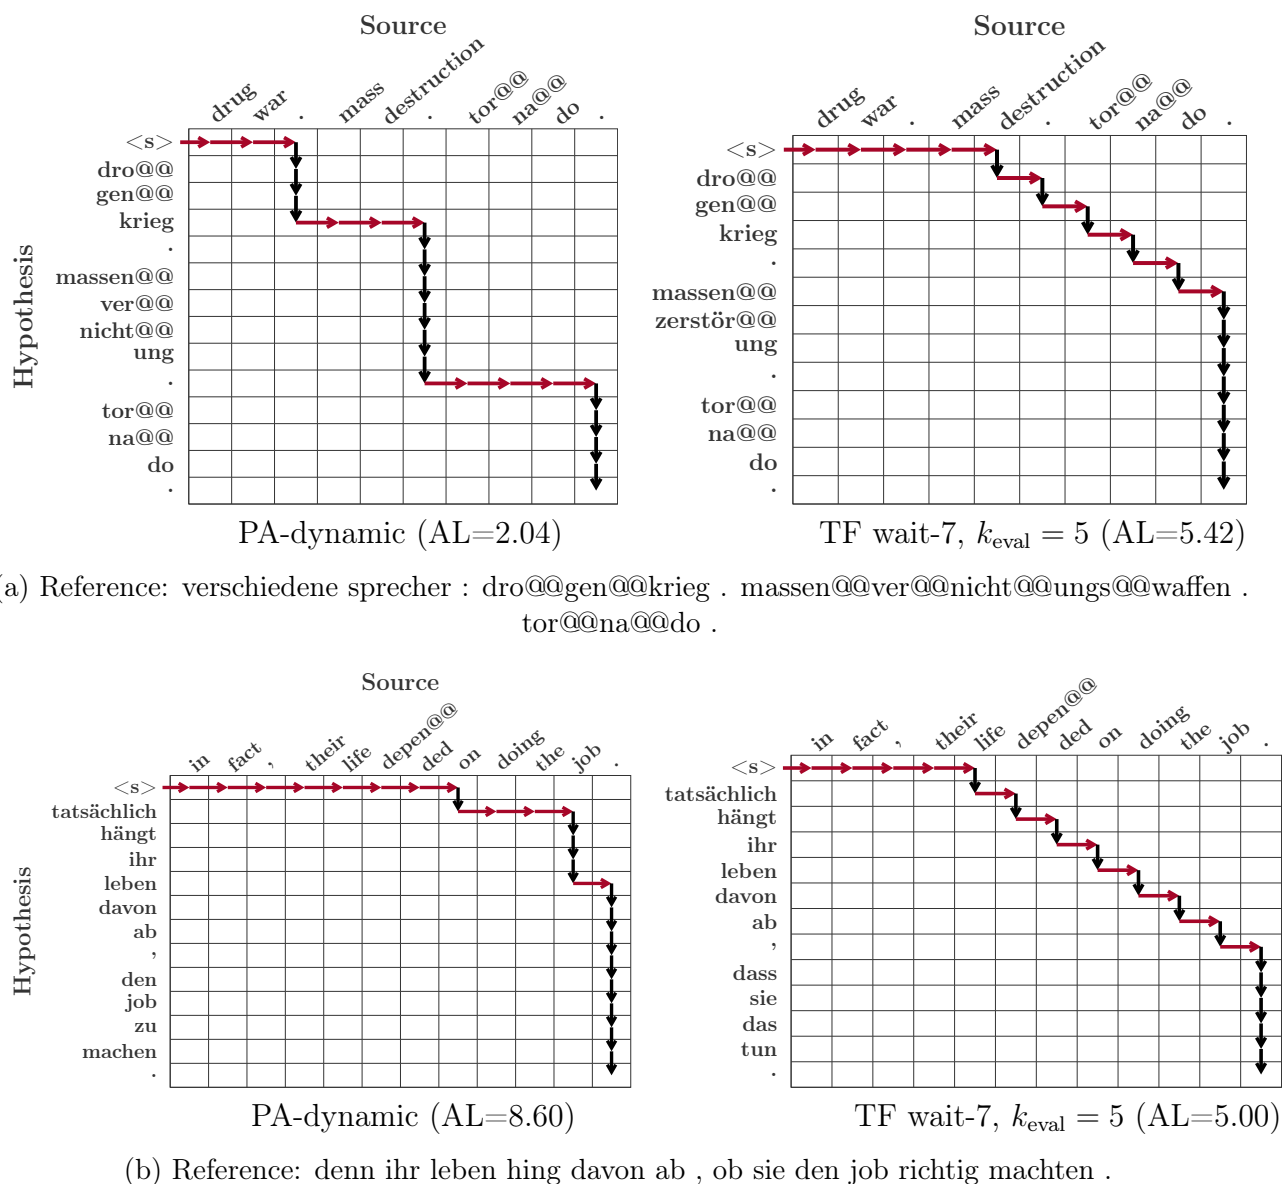 Source
drug war . mass destruction . tor@@ na@@ do .
Hypothesis
<s>
dro@@
gen@@
krieg
.
massen@@
ver@@
nicht@@
ung
.
tor@@
na@@
do
.
PA-dynamic (AL=2.04)
Source
drug war . mass destruction . tor@@ na@@ do .
<s>
dro@@
gen@@
krieg
.
massen@@
zerstör@@
ung
.
tor@@
na@@
do
.
TF wait-7, k_eval = 5 (AL=5.42)
a) Reference: verschiedene sprecher : dro@@gen@@krieg . massen@@ver@@nicht@@ungs@@waffen .
tor@@na@@do .
Source
in fact , their life depen@@ ded on doing the job .
Hypothesis
<s>
tatsächlich
hängt
ihr
leben
davon
ab
,
den
job
zu
machen
.
PA-dynamic (AL=8.60)
in fact , their life depen@@ ded on doing the job .
<s>
tatsächlich
hängt
ihr
leben
davon
ab
,
dass
sie
das
tun
.
TF wait-7, k_eval = 5 (AL=5.00)
(b) Reference: denn ihr leben hing davon ab , ob sie den job richtig machten .